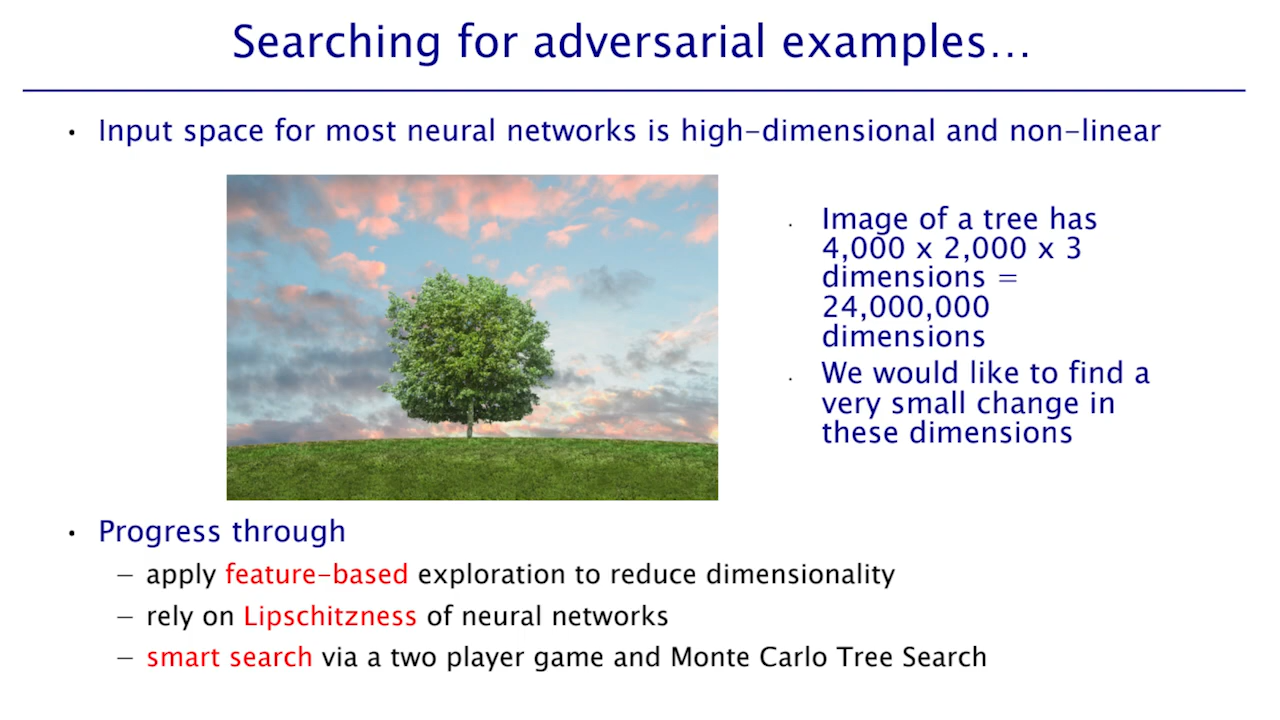 Searching for adversarial examples...
• Input space for most neural networks is high-dimensional and non-linear
• Image of a tree has
4,000 x 2,000 x 3
dimensions =
24,000,000
dimensions
• We would like to find a
very small change in
these dimensions
• Progress through
– apply feature-based exploration to reduce dimensionality
– rely on Lipschitzness of neural networks
– smart search via a two player game and Monte Carlo Tree Search